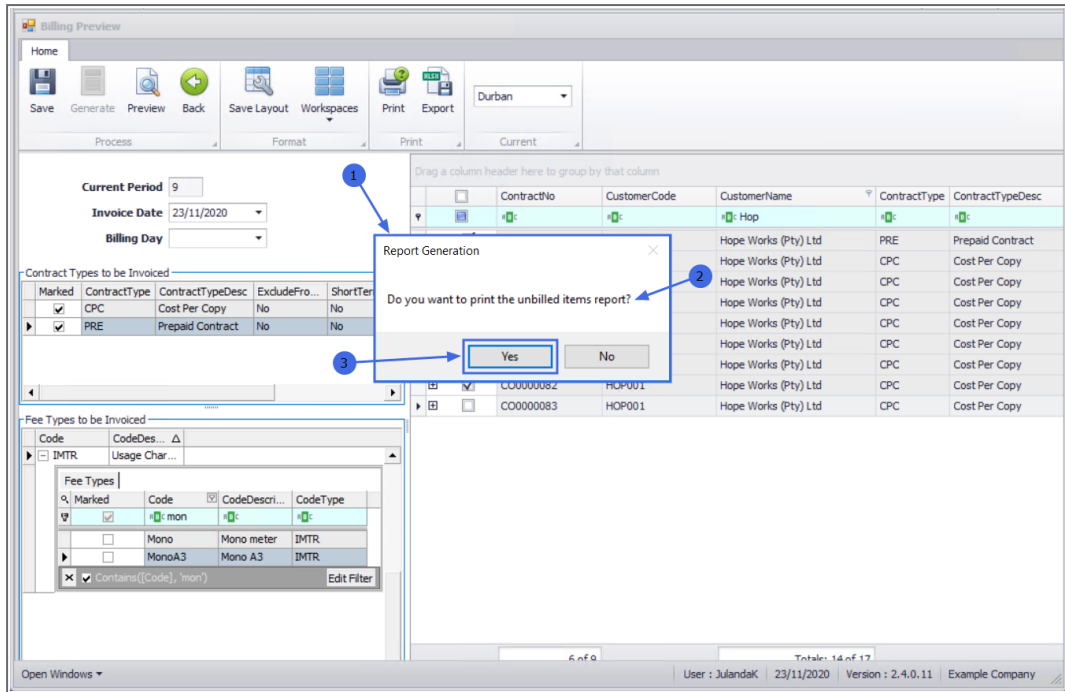 Billing Preview
Home
Save Generate Preview Back Save Layout Workspaces Print Export Durban
Process Format Print Current
Drag a column header here to group by that column
Current Period 9
Invoice Date 23/11/2020
Billing Day
ContractNo CustomerCode CustomerName ContractType ContractTypeDesc
Hop
Hope Works (Pty) Ltd PRE Prepaid Contract
Hope Works (Pty) Ltd CPC Cost Per Copy
Hope Works (Pty) Ltd CPC Cost Per Copy
Hope Works (Pty) Ltd CPC Cost Per Copy
Hope Works (Pty) Ltd CPC Cost Per Copy
Hope Works (Pty) Ltd CPC Cost Per Copy
Hope Works (Pty) Ltd CPC Cost Per Copy
CO0000082 HOP001 Hope Works (Pty) Ltd CPC Cost Per Copy
CO0000083 HOP001 Hope Works (Pty) Ltd CPC Cost Per Copy
1
Report Generation
2
Do you want to print the unbilled items report?
3
Yes No
Contract Types to be Invoiced
Marked ContractType ContractTypeDesc ExcludeFro... ShortTer
CPC Cost Per Copy No No
PRE Prepaid Contract No No
Fee Types to be Invoiced
Code CodeDes...
IMTR Usage Char...
Fee Types
Marked Code CodeDescri... CodeType
mon
Mono Mono meter IMTR
MonoA3 Mono A3 IMTR
Contains([Code], 'mon') Edit Filter
6 of 9 Totals: 14 of 17
Open Windows User : JulandaK 23/11/2020 Version : 2.4.0.11 Example Company